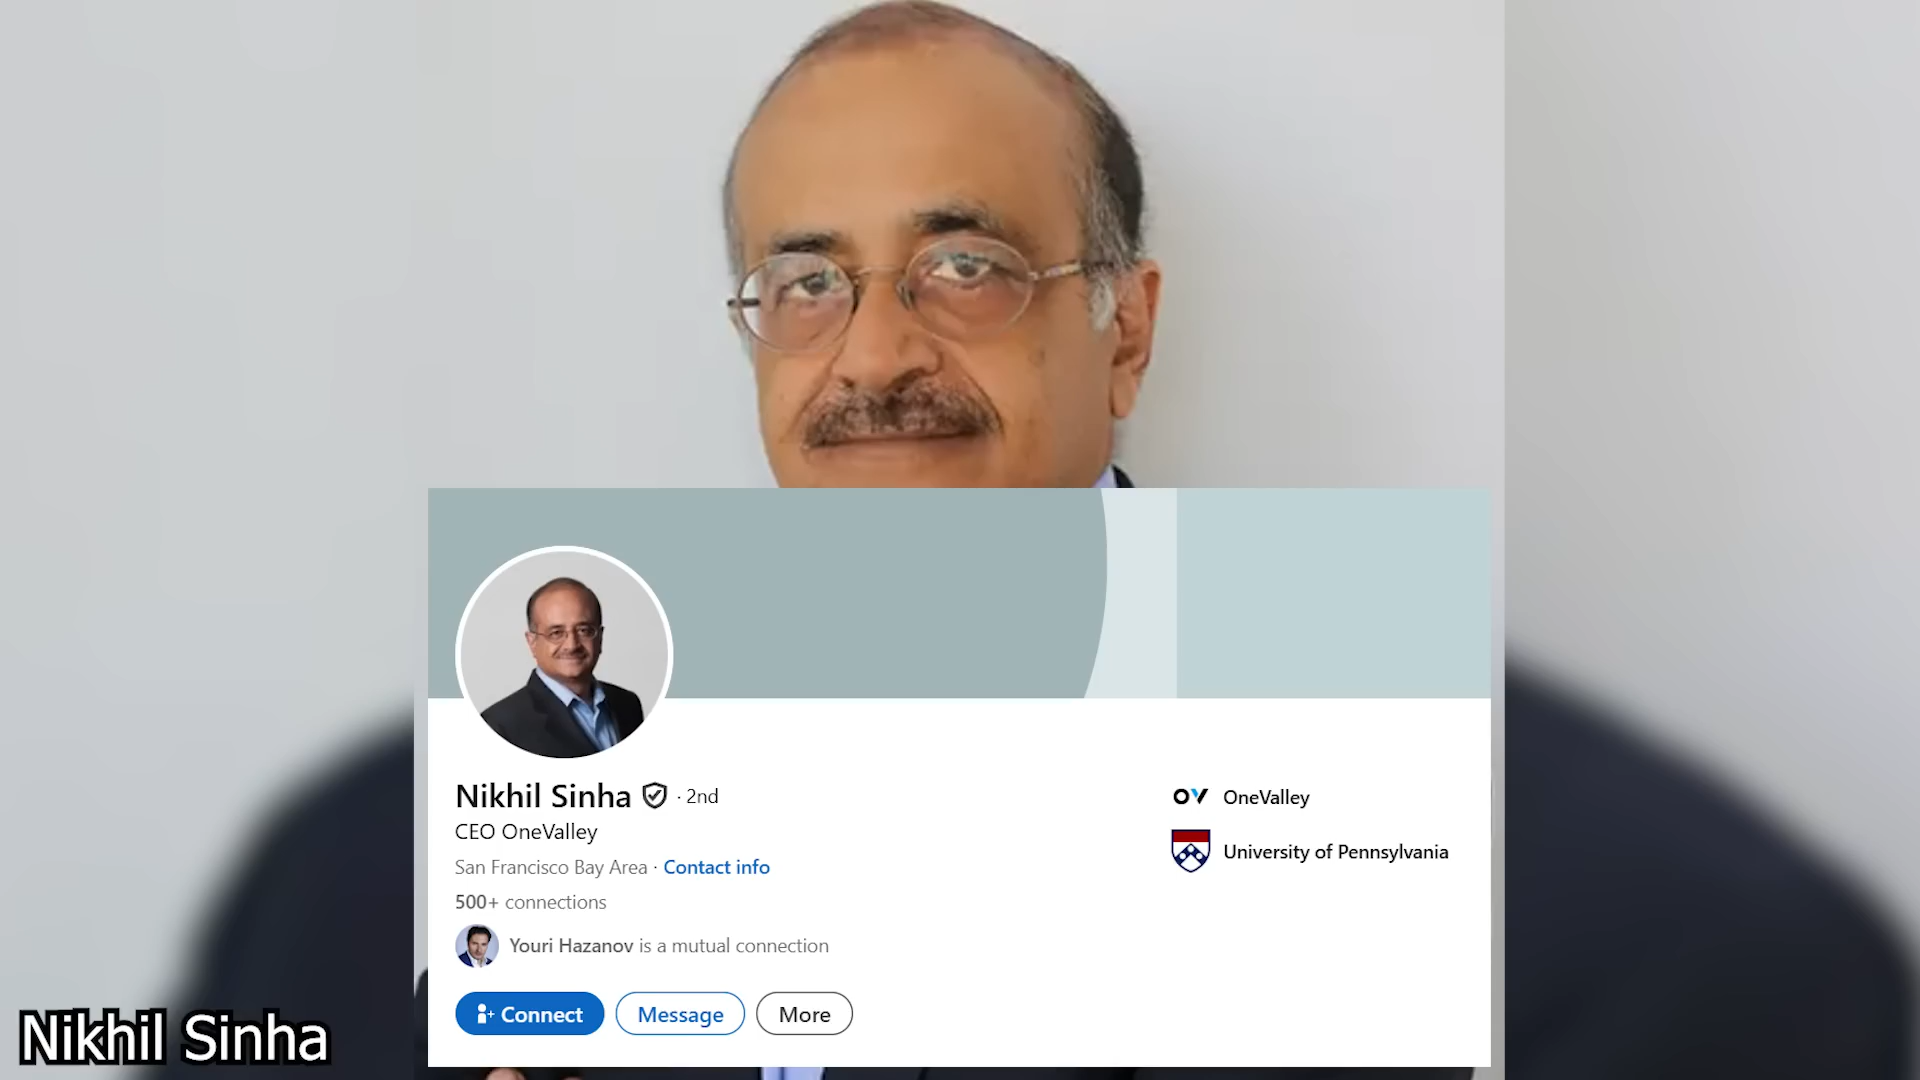 Nikhil Sinha · 2nd
CEO OneValley
San Francisco Bay Area · Contact info
500+ connections
Youri Hazanov is a mutual connection
Connect
Message
More
OV OneValley
University of Pennsylvania
Nikhil Sinha